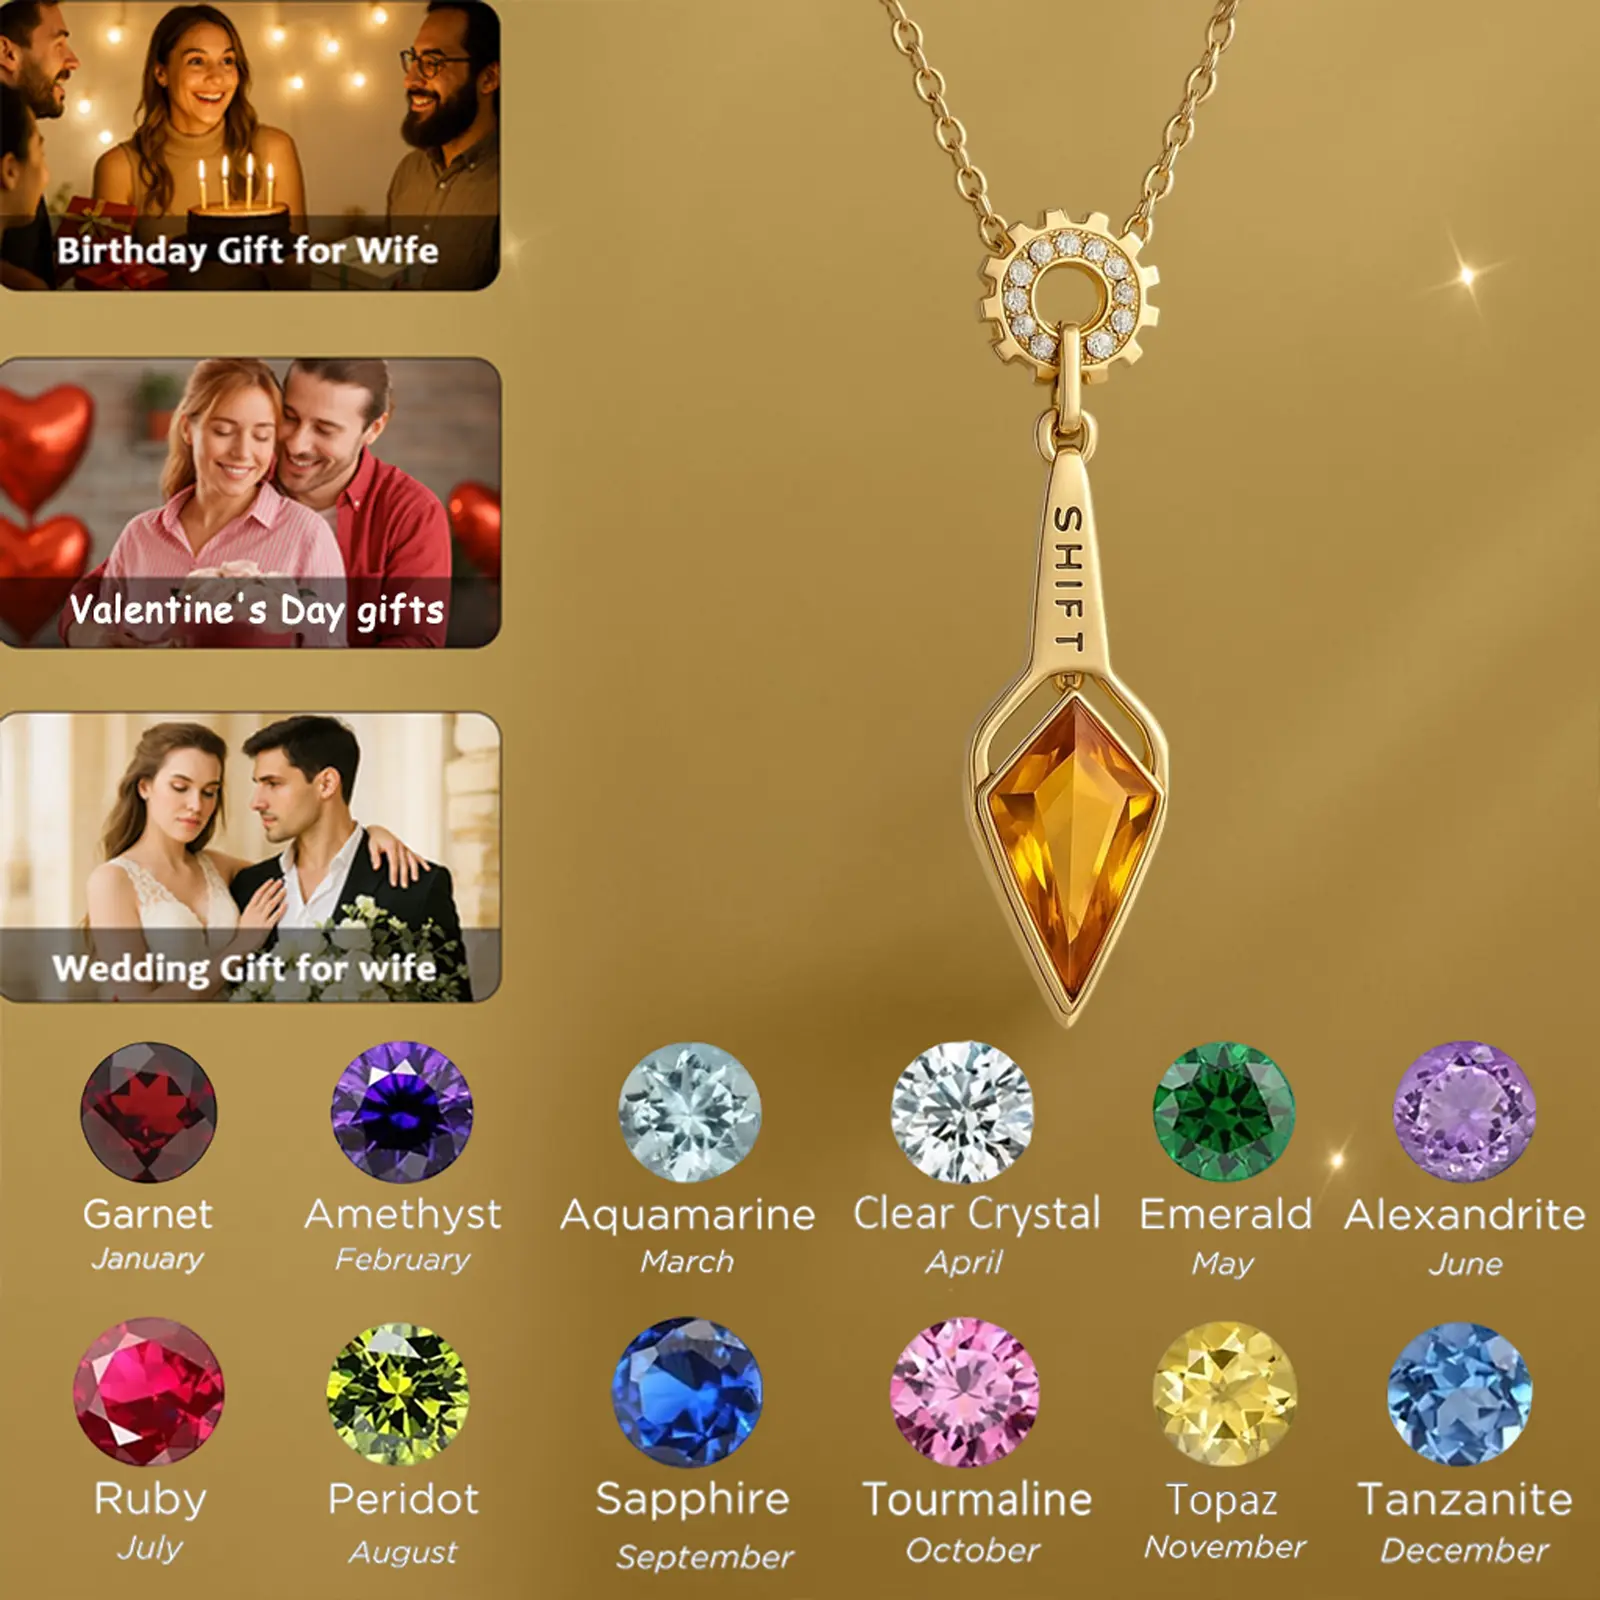 Birthday Gift for Wife
Valentine's Day gifts
Wedding Gift for wife
SHIFT
Garnet
January
Amethyst
February
Aquamarine
March
Clear Crystal
April
Emerald
May
Alexandrite
June
Ruby
July
Peridot
August
Sapphire
September
Tourmaline
October
Topaz
November
Tanzanite
December